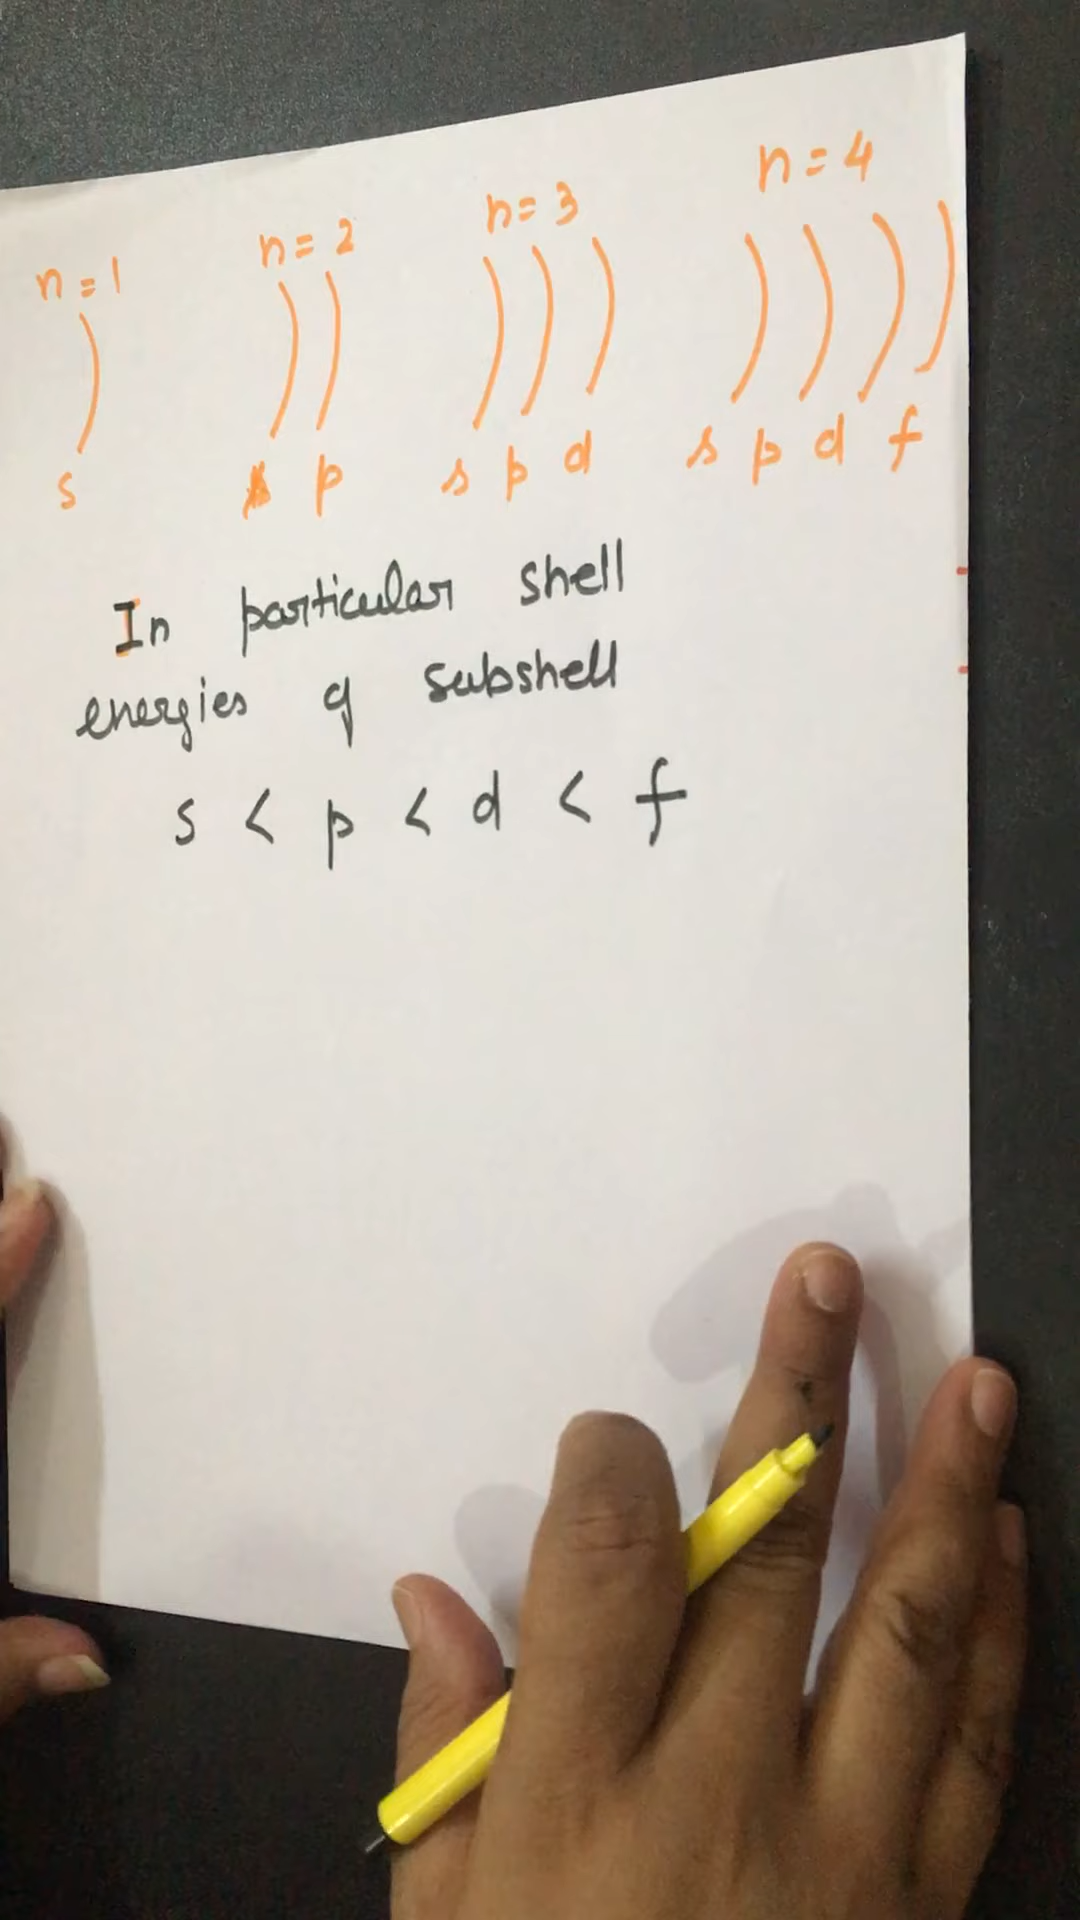 n=1 n=2 n=3 n=4
s s p s p d s p d f
In particular shell
energies of subshell
s < p < d < f